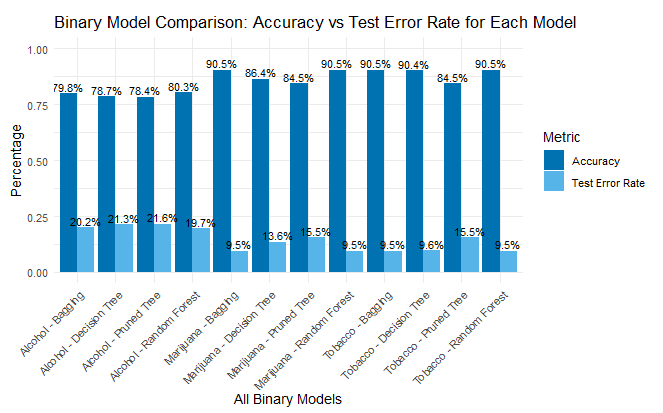 Binary Model Comparison: Accuracy vs Test Error Rate for Each Model
Percentage
1.00
0.75
0.50
0.25
0.00
79.8%
20.2%
78.7%
21.3%
78.4%
21.6%
80.3%
19.7%
90.5%
9.5%
86.4%
13.6%
84.5%
15.5%
90.5%
9.5%
90.5%
9.5%
90.4%
9.6%
84.5%
15.5%
90.5%
9.5%
Alcohol - Bagging
Alcohol - Decision Tree
Alcohol - Pruned Tree
Alcohol - Random Forest
Marijuana - Bagging
Marijuana - Decision Tree
Marijuana - Pruned Tree
Marijuana - Random Forest
Tobacco - Bagging
Tobacco - Decision Tree
Tobacco - Pruned Tree
Tobacco - Random Forest
All Binary Models
Metric
Accuracy
Test Error Rate